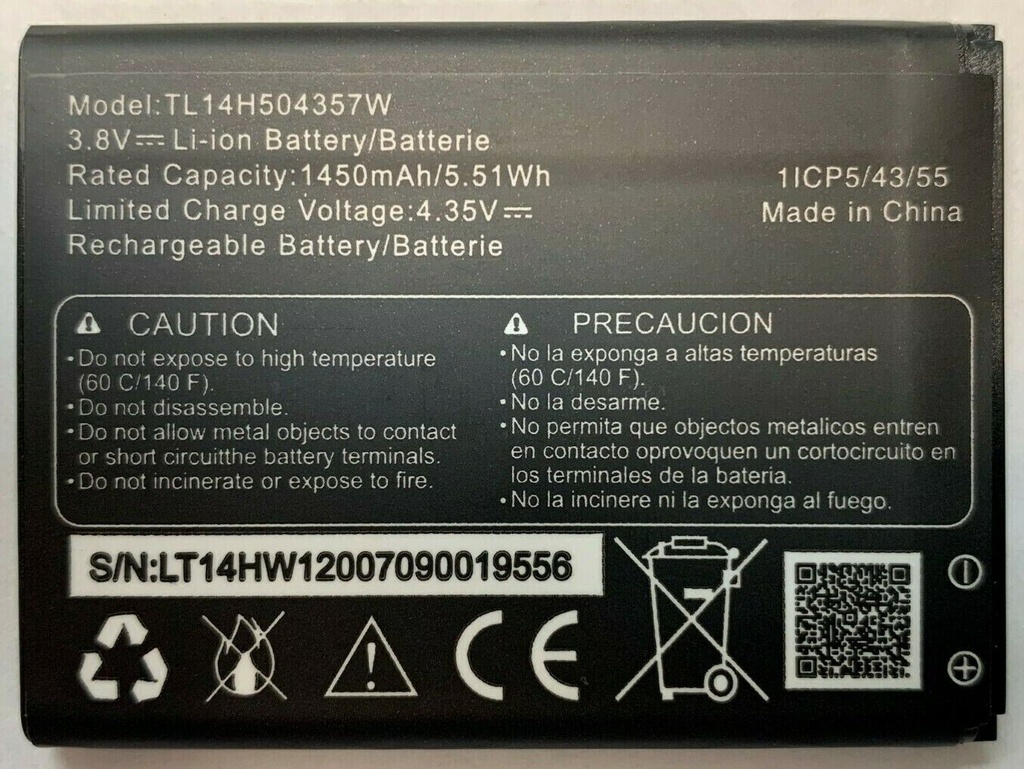 Model:TL14H504357W
3.8V⎓ Li-ion Battery/Batterie
Rated Capacity:1450mAh/5.51Wh
Limited Charge Voltage:4.35V⎓
Rechargeable Battery/Batterie
1ICP5/43/55
Made in China
CAUTION
•Do not expose to high temperature
(60 C/140 F).
•Do not disassemble.
•Do not allow metal objects to contact
or short circuitthe battery terminals.
•Do not incinerate or expose to fire.
PRECAUCION
•No la exponga a altas temperaturas
(60 C/140 F).
•No la desarme.
•No permita que objectos metalicos entren
en contacto oprovoquen un cortocircuito en
los terminales de la bateria.
•No la incinere ni la exponga al fuego.
S/N:LT14HW12007090019556
CE